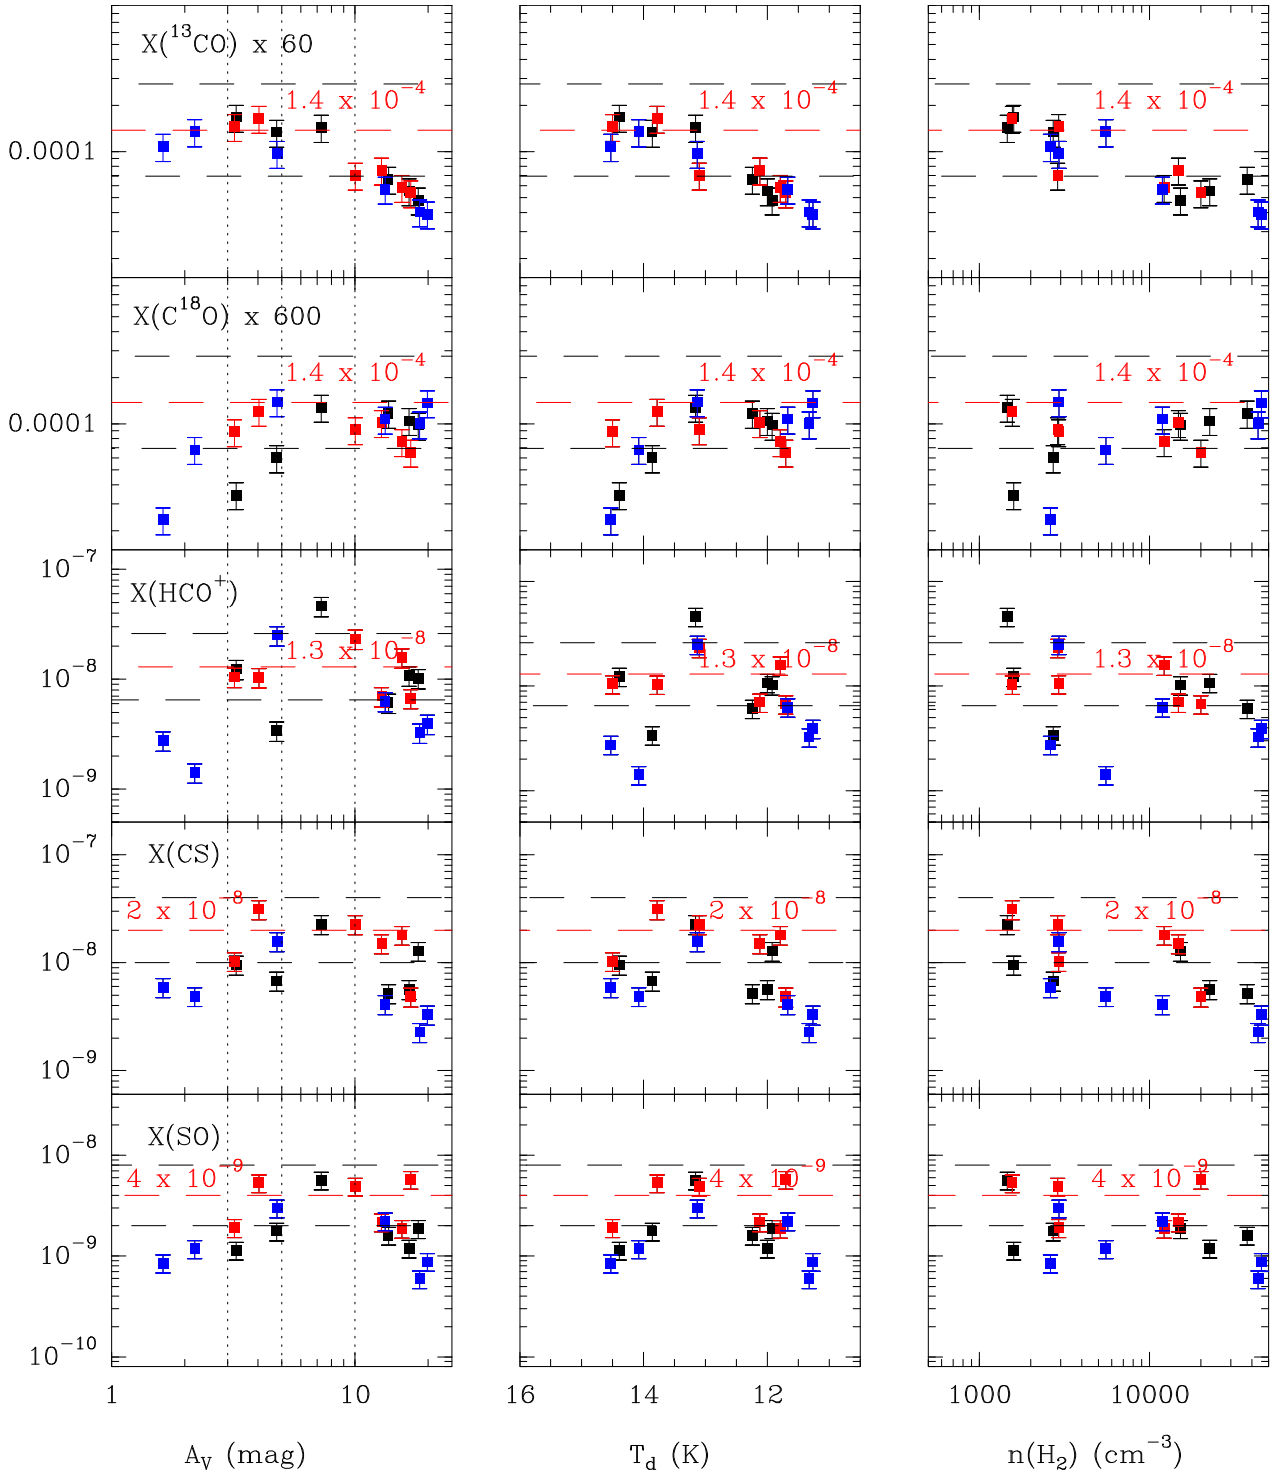 X(¹³CO) x 60
1.4 x 10⁻⁴ 1.4 x 10⁻⁴ 1.4 x 10⁻⁴
0.0001
X(C¹⁸O) x 600
1.4 x 10⁻⁴ 1.4 x 10⁻⁴ 1.4 x 10⁻⁴
0.0001
10⁻⁷
X(HCO⁺)
1.3 x 10⁻⁸ 1.3 x 10⁻⁸ 1.3 x 10⁻⁸
10⁻⁸
10⁻⁹
10⁻⁷
X(CS)
2 x 10⁻⁸ 2 x 10⁻⁸ 2 x 10⁻⁸
10⁻⁸
10⁻⁹
X(SO)
10⁻⁸
4 x 10⁻⁹ 4 x 10⁻⁹ 4 x 10⁻⁹
10⁻⁹
10⁻¹⁰
1 10 16 14 12 1000 10000
A_V (mag) T_d (K) n(H₂) (cm⁻³)